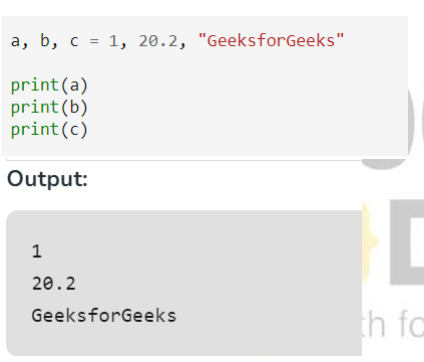 a, b, c = 1, 20.2, "GeeksforGeeks"
print(a)
print(b)
print(c)
Output:
1
20.2
GeeksforGeeks